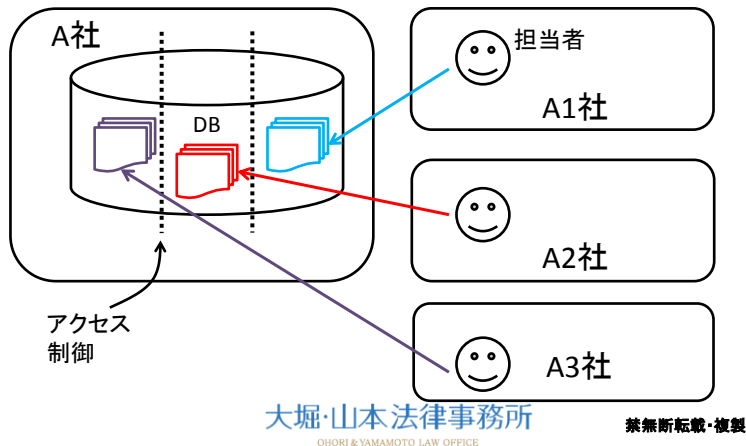 A社
担当者
DB
A1社
A2社
A3社
アクセス
制御
大堀・山本法律事務所
OHORI & YAMAMOTO LAW OFFICE
禁無断転載・複製